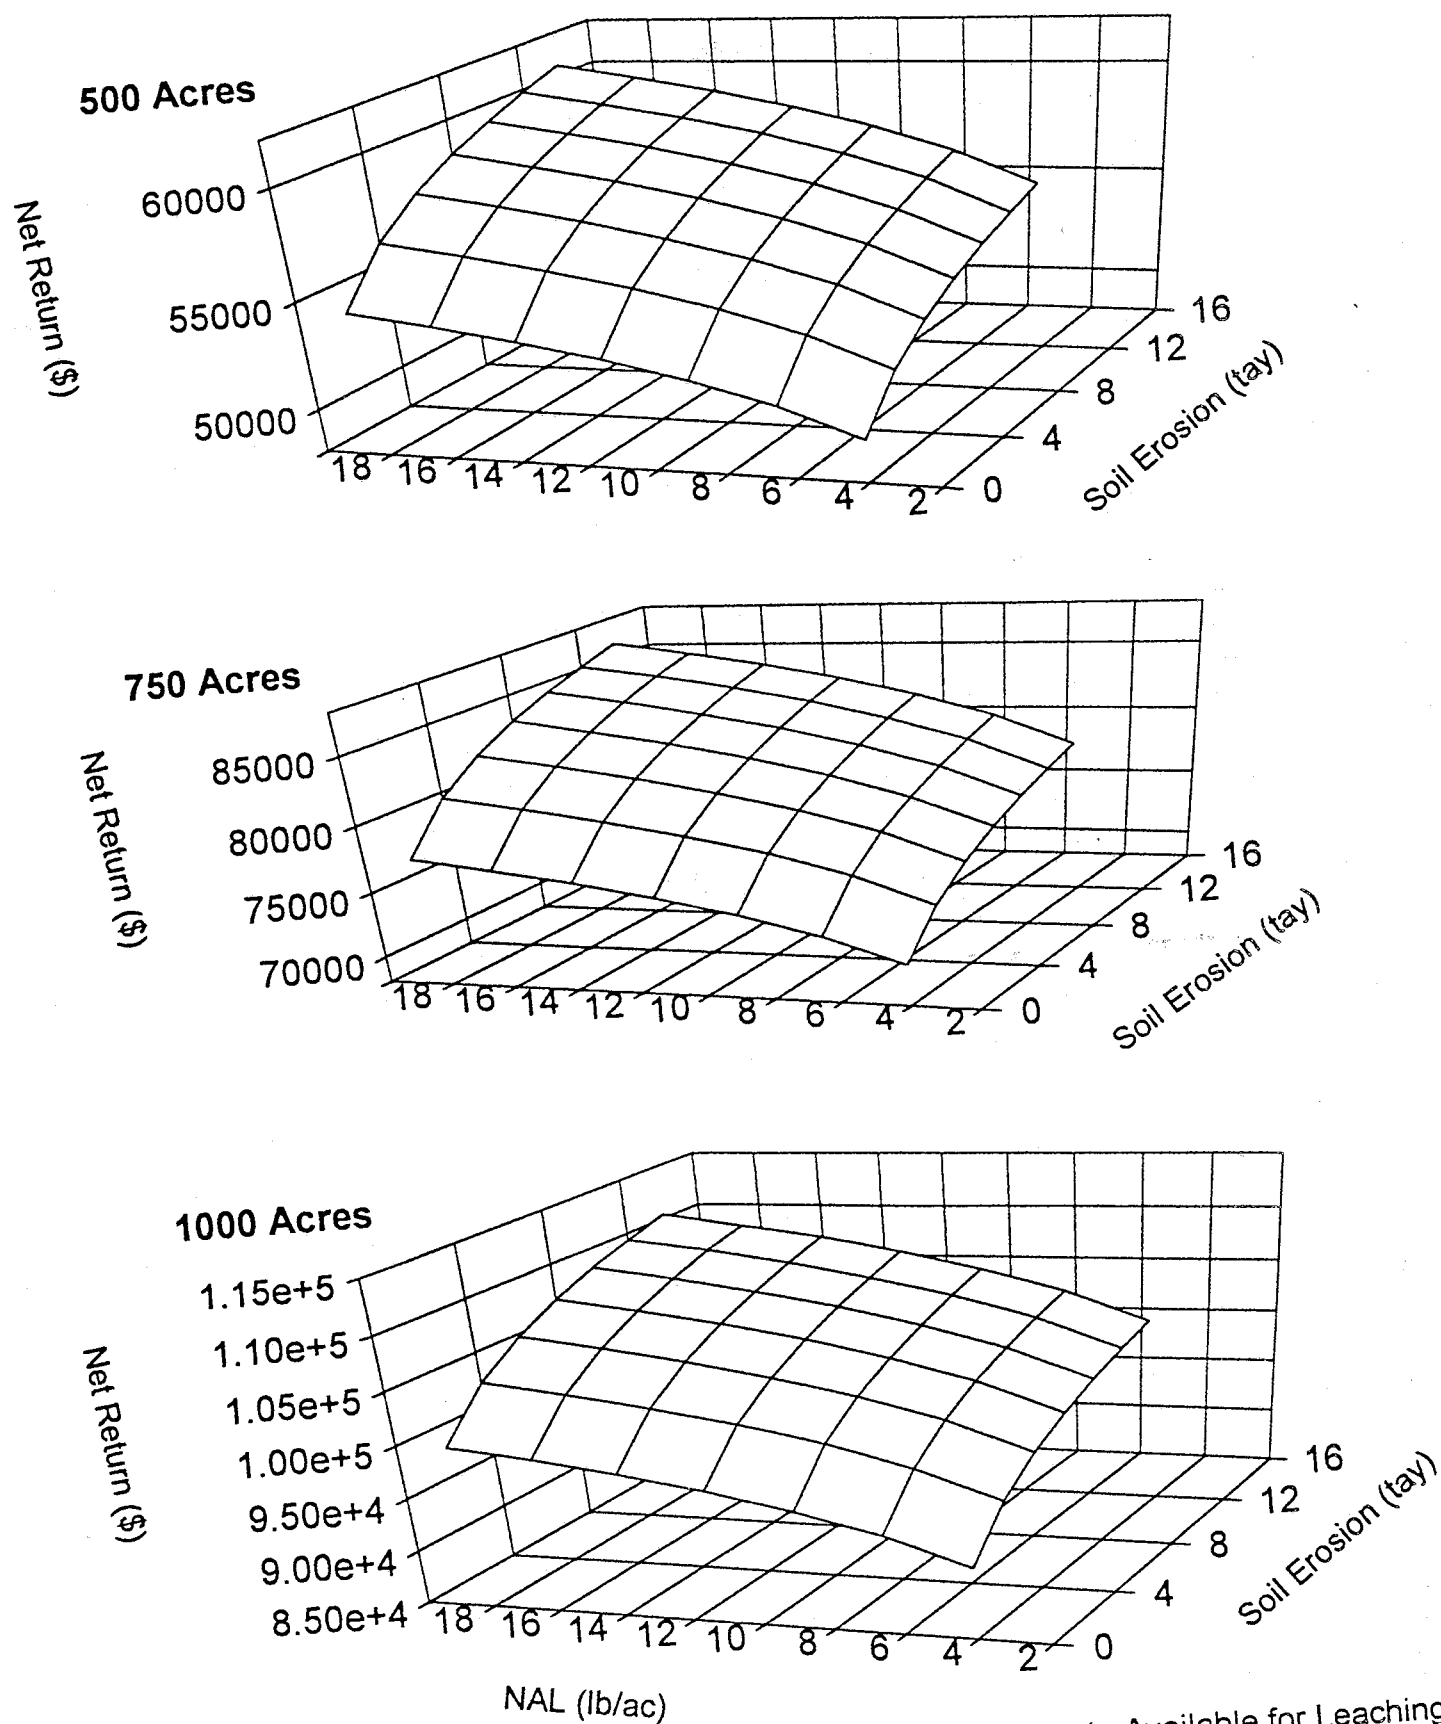 500 Acres
Net Return ($)
60000
55000
50000
18 16 14 12 10 8 6 4 2
0 4 8 12 16
Soil Erosion (tay)
750 Acres
Net Return ($)
85000
80000
75000
70000
18 16 14 12 10 8 6 4 2
0 4 8 12 16
Soil Erosion (tay)
1000 Acres
Net Return ($)
1.15e+5
1.10e+5
1.05e+5
1.00e+5
9.50e+4
9.00e+4
8.50e+4
18 16 14 12 10 8 6 4 2
0 4 8 12 16
Soil Erosion (tay)
NAL (lb/ac)
Available for Leaching